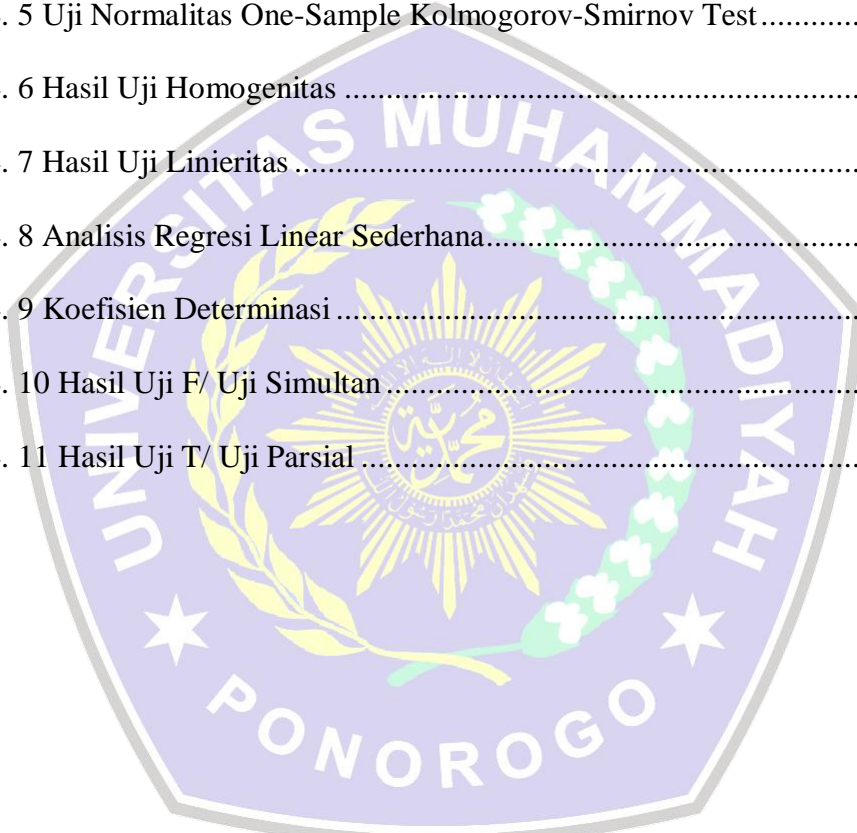 . 5 Uji Normalitas One-Sample Kolmogorov-Smirnov Test............
. 6 Hasil Uji Homogenitas ................................................................
. 7 Hasil Uji Linieritas ......................................................................
. 8 Analisis Regresi Linear Sederhana..............................................
. 9 Koefisien Determinasi .................................................................
. 10 Hasil Uji F/ Uji Simultan ...........................................................
. 11 Hasil Uji T/ Uji Parsial ..............................................................
UNIVERSITAS MUHAMMADIYAH
PONOROGO
محمدية